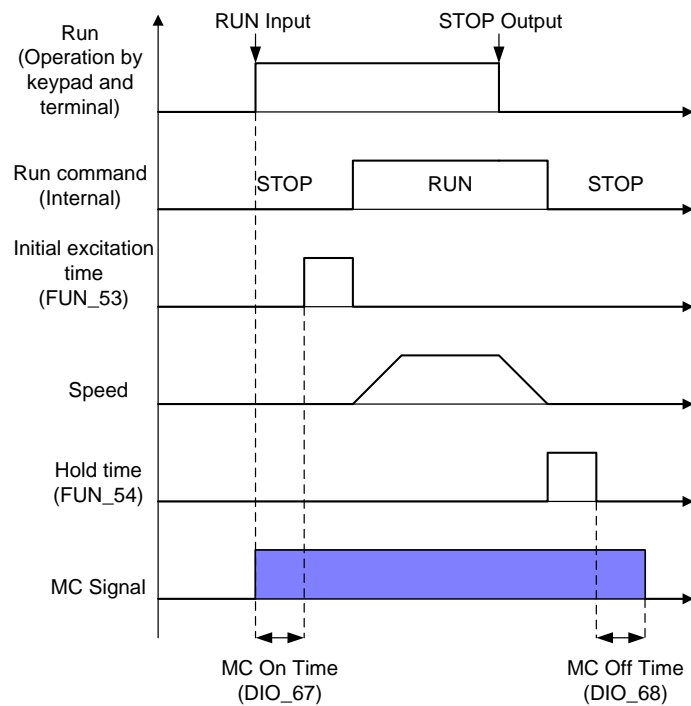 RUN Input
STOP Output
Run
(Operation by
keypad and
terminal)
Run command
(Internal)
STOP
RUN
STOP
Initial excitation
time
(FUN_53)
Speed
Hold time
(FUN_54)
MC Signal
MC On Time
(DIO_67)
MC Off Time
(DIO_68)